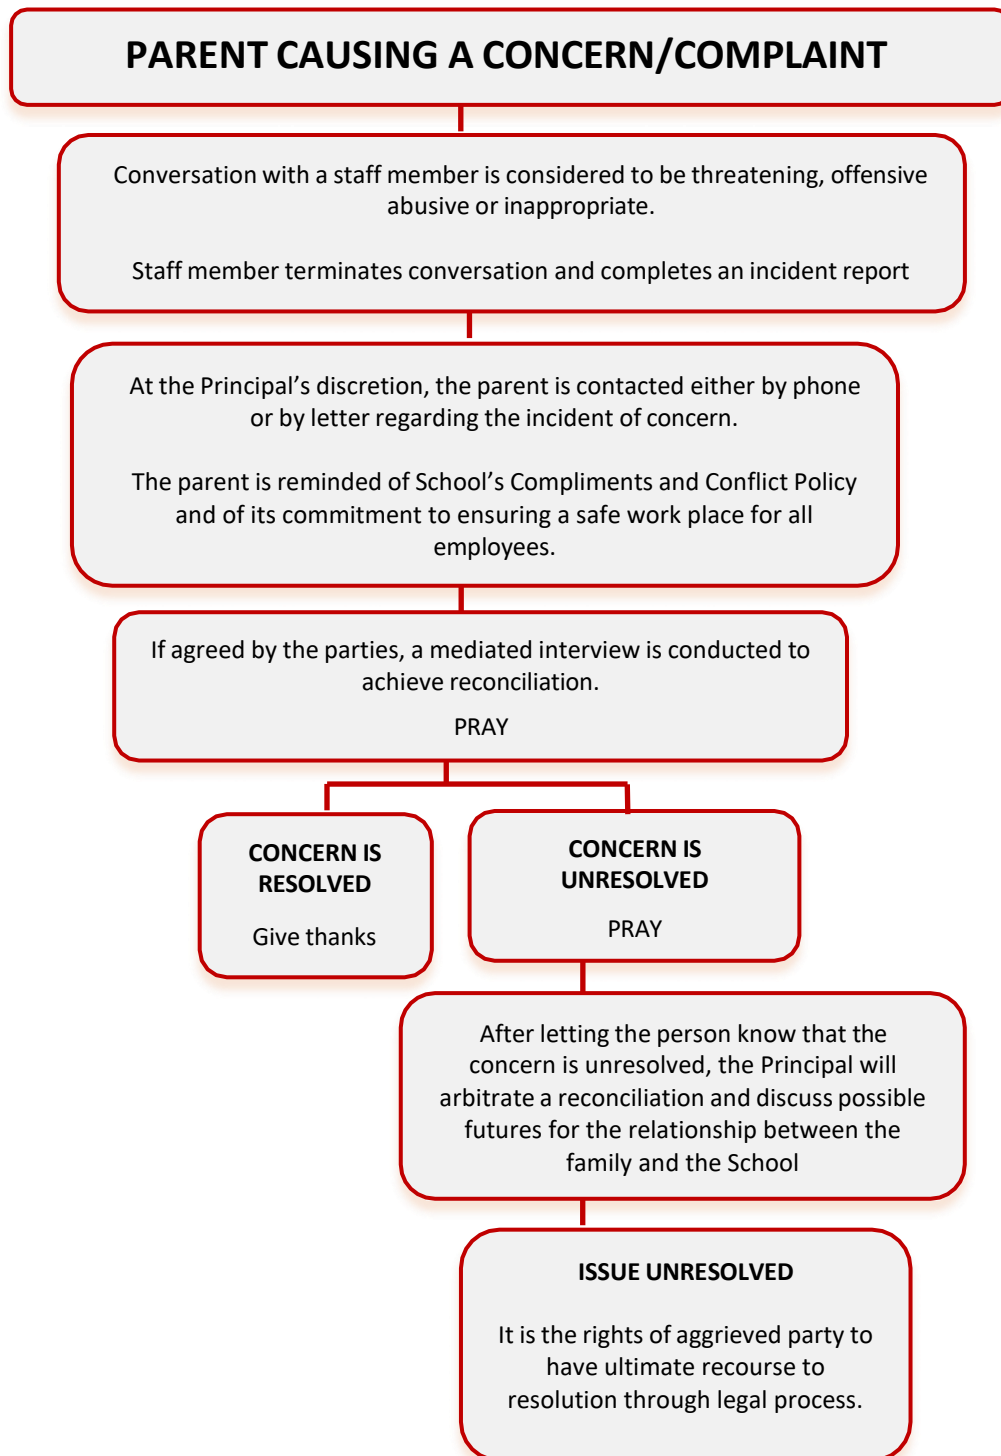 PARENT CAUSING A CONCERN/COMPLAINT
Conversation with a staff member is considered to be threatening, offensive
abusive or inappropriate.
Staff member terminates conversation and completes an incident report
At the Principal’s discretion, the parent is contacted either by phone
or by letter regarding the incident of concern.
The parent is reminded of School’s Compliments and Conflict Policy
and of its commitment to ensuring a safe work place for all
employees.
If agreed by the parties, a mediated interview is conducted to
achieve reconciliation.
PRAY
CONCERN IS
RESOLVED
Give thanks
CONCERN IS
UNRESOLVED
PRAY
After letting the person know that the
concern is unresolved, the Principal will
arbitrate a reconciliation and discuss possible
futures for the relationship between the
family and the School
ISSUE UNRESOLVED
It is the rights of aggrieved party to
have ultimate recourse to
resolution through legal process.